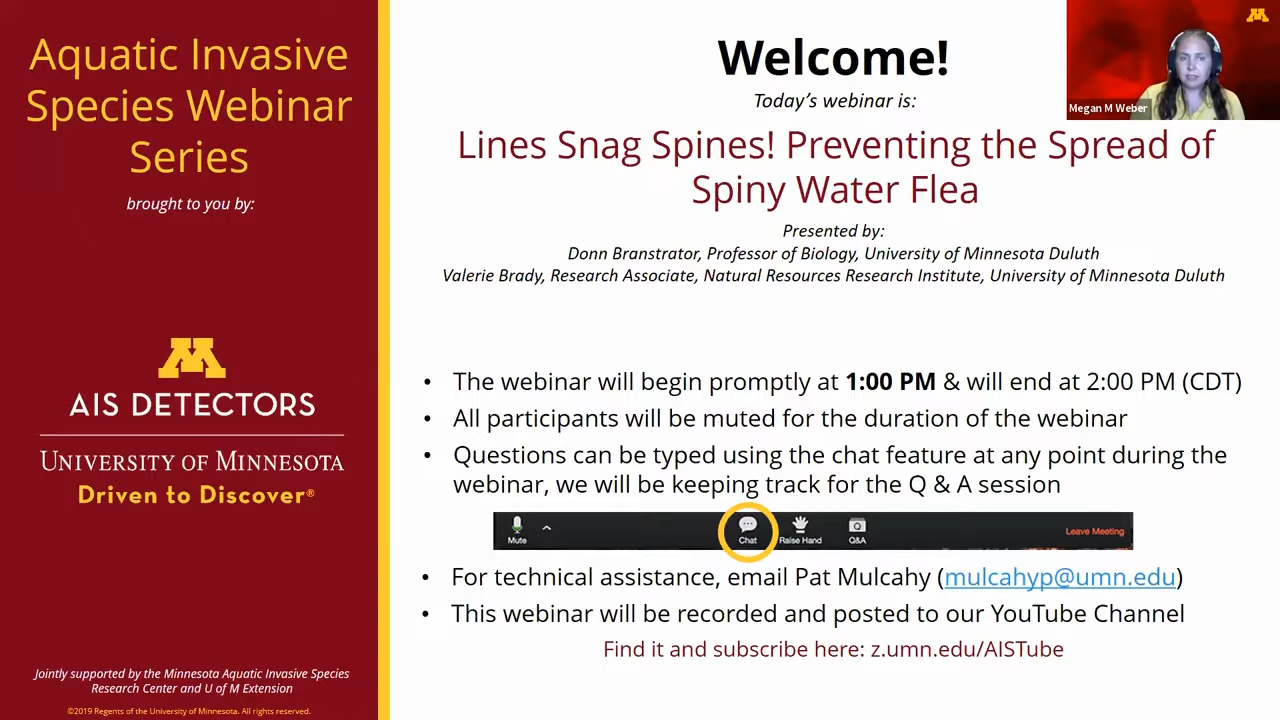 Aquatic Invasive
Species Webinar
Series
brought to you by:
M
AIS DETECTORS
UNIVERSITY OF MINNESOTA
Driven to Discover®
Jointly supported by the Minnesota Aquatic Invasive Species
Research Center and U of M Extension
©2019 Regents of the University of Minnesota. All rights reserved.
Welcome!
Today's webinar is:
Lines Snag Spines! Preventing the Spread of
Spiny Water Flea
Presented by:
Donn Branstrator, Professor of Biology, University of Minnesota Duluth
Valerie Brady, Research Associate, Natural Resources Research Institute, University of Minnesota Duluth
• The webinar will begin promptly at 1:00 PM & will end at 2:00 PM (CDT)
• All participants will be muted for the duration of the webinar
• Questions can be typed using the chat feature at any point during the
webinar, we will be keeping track for the Q & A session
Mute Chat Raise Hand Q&A Leave Meeting
• For technical assistance, email Pat Mulcahy (mulcahyp@umn.edu)
• This webinar will be recorded and posted to our YouTube Channel
Find it and subscribe here: z.umn.edu/AISTube
M
Megan M Weber